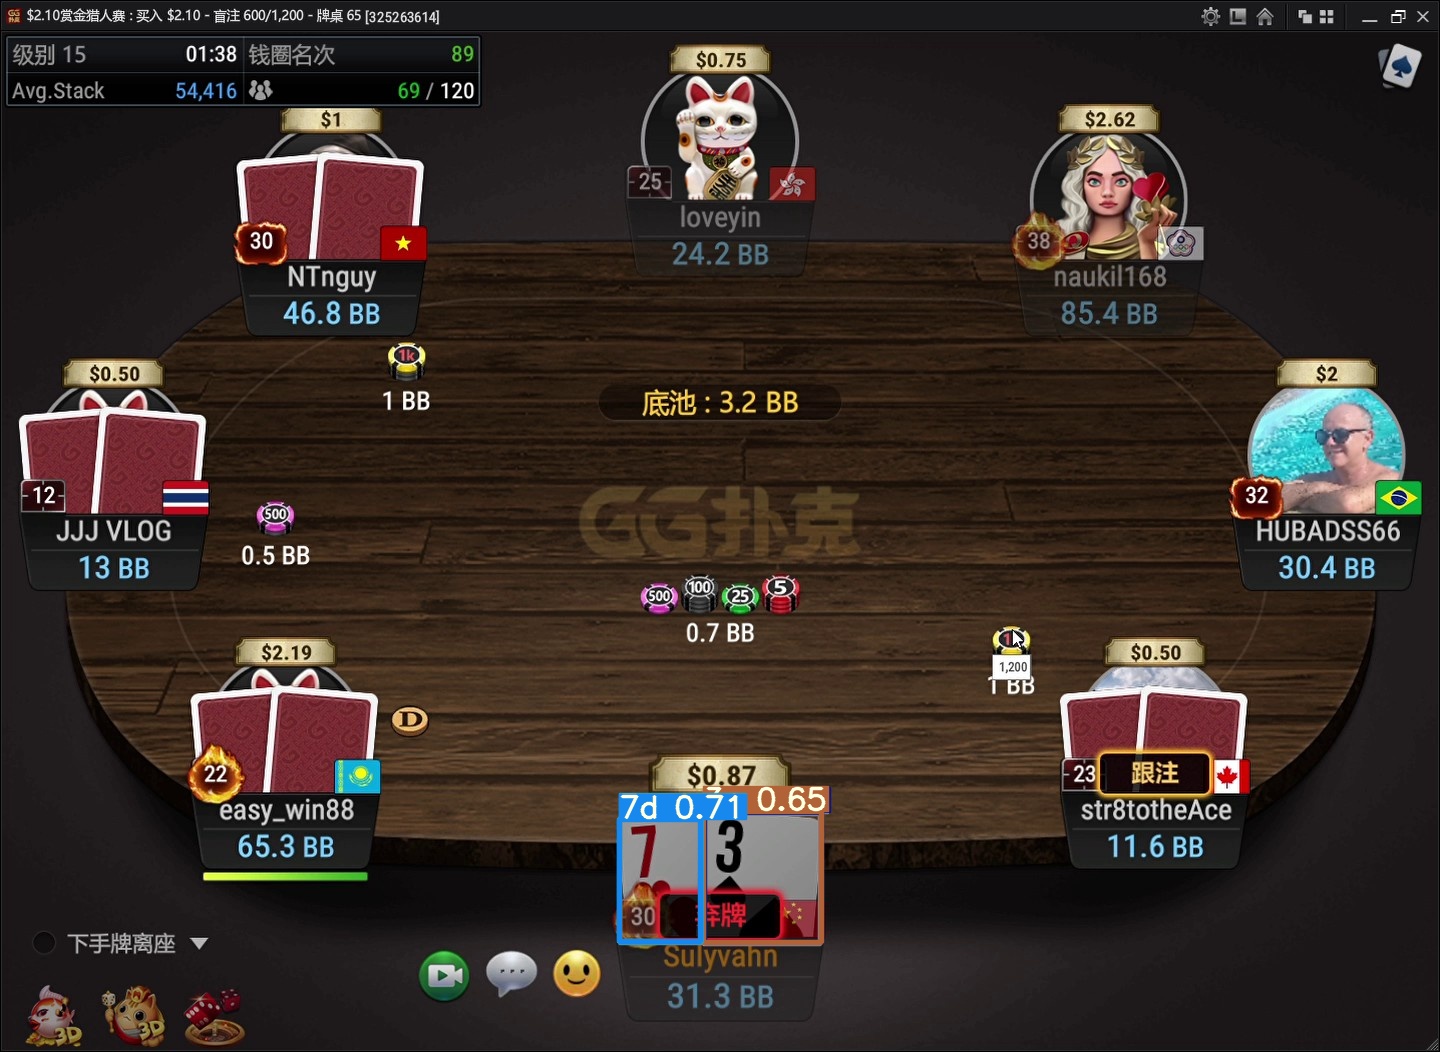 $2.10赏金猎人赛 : 买入 $2.10 - 盲注 600/1,200 - 牌桌 65 [325263614]
级别 15 01:38 钱圈名次 89
Avg.Stack 54,416 69 / 120
$0.75
25
loveyin
24.2 BB
$1
30
NTnguy
46.8 BB
$2.62
38
naukil168
85.4 BB
1k
1 BB
底池 : 3.2 BB
$0.50
12
JJJ VLOG
13 BB
500
0.5 BB
$2
32
HUBADSS66
30.4 BB
GG扑克
500 100 25 5
0.7 BB
1,200
1 BB
$2.19
22
easy_win88
65.3 BB
D
$0.50
23 跟注
str8totheAce
11.6 BB
$0.87
7d 0.71 0.65
7 3
30 弃牌
Sulyvahn
31.3 BB
下手牌离座
3D 3D